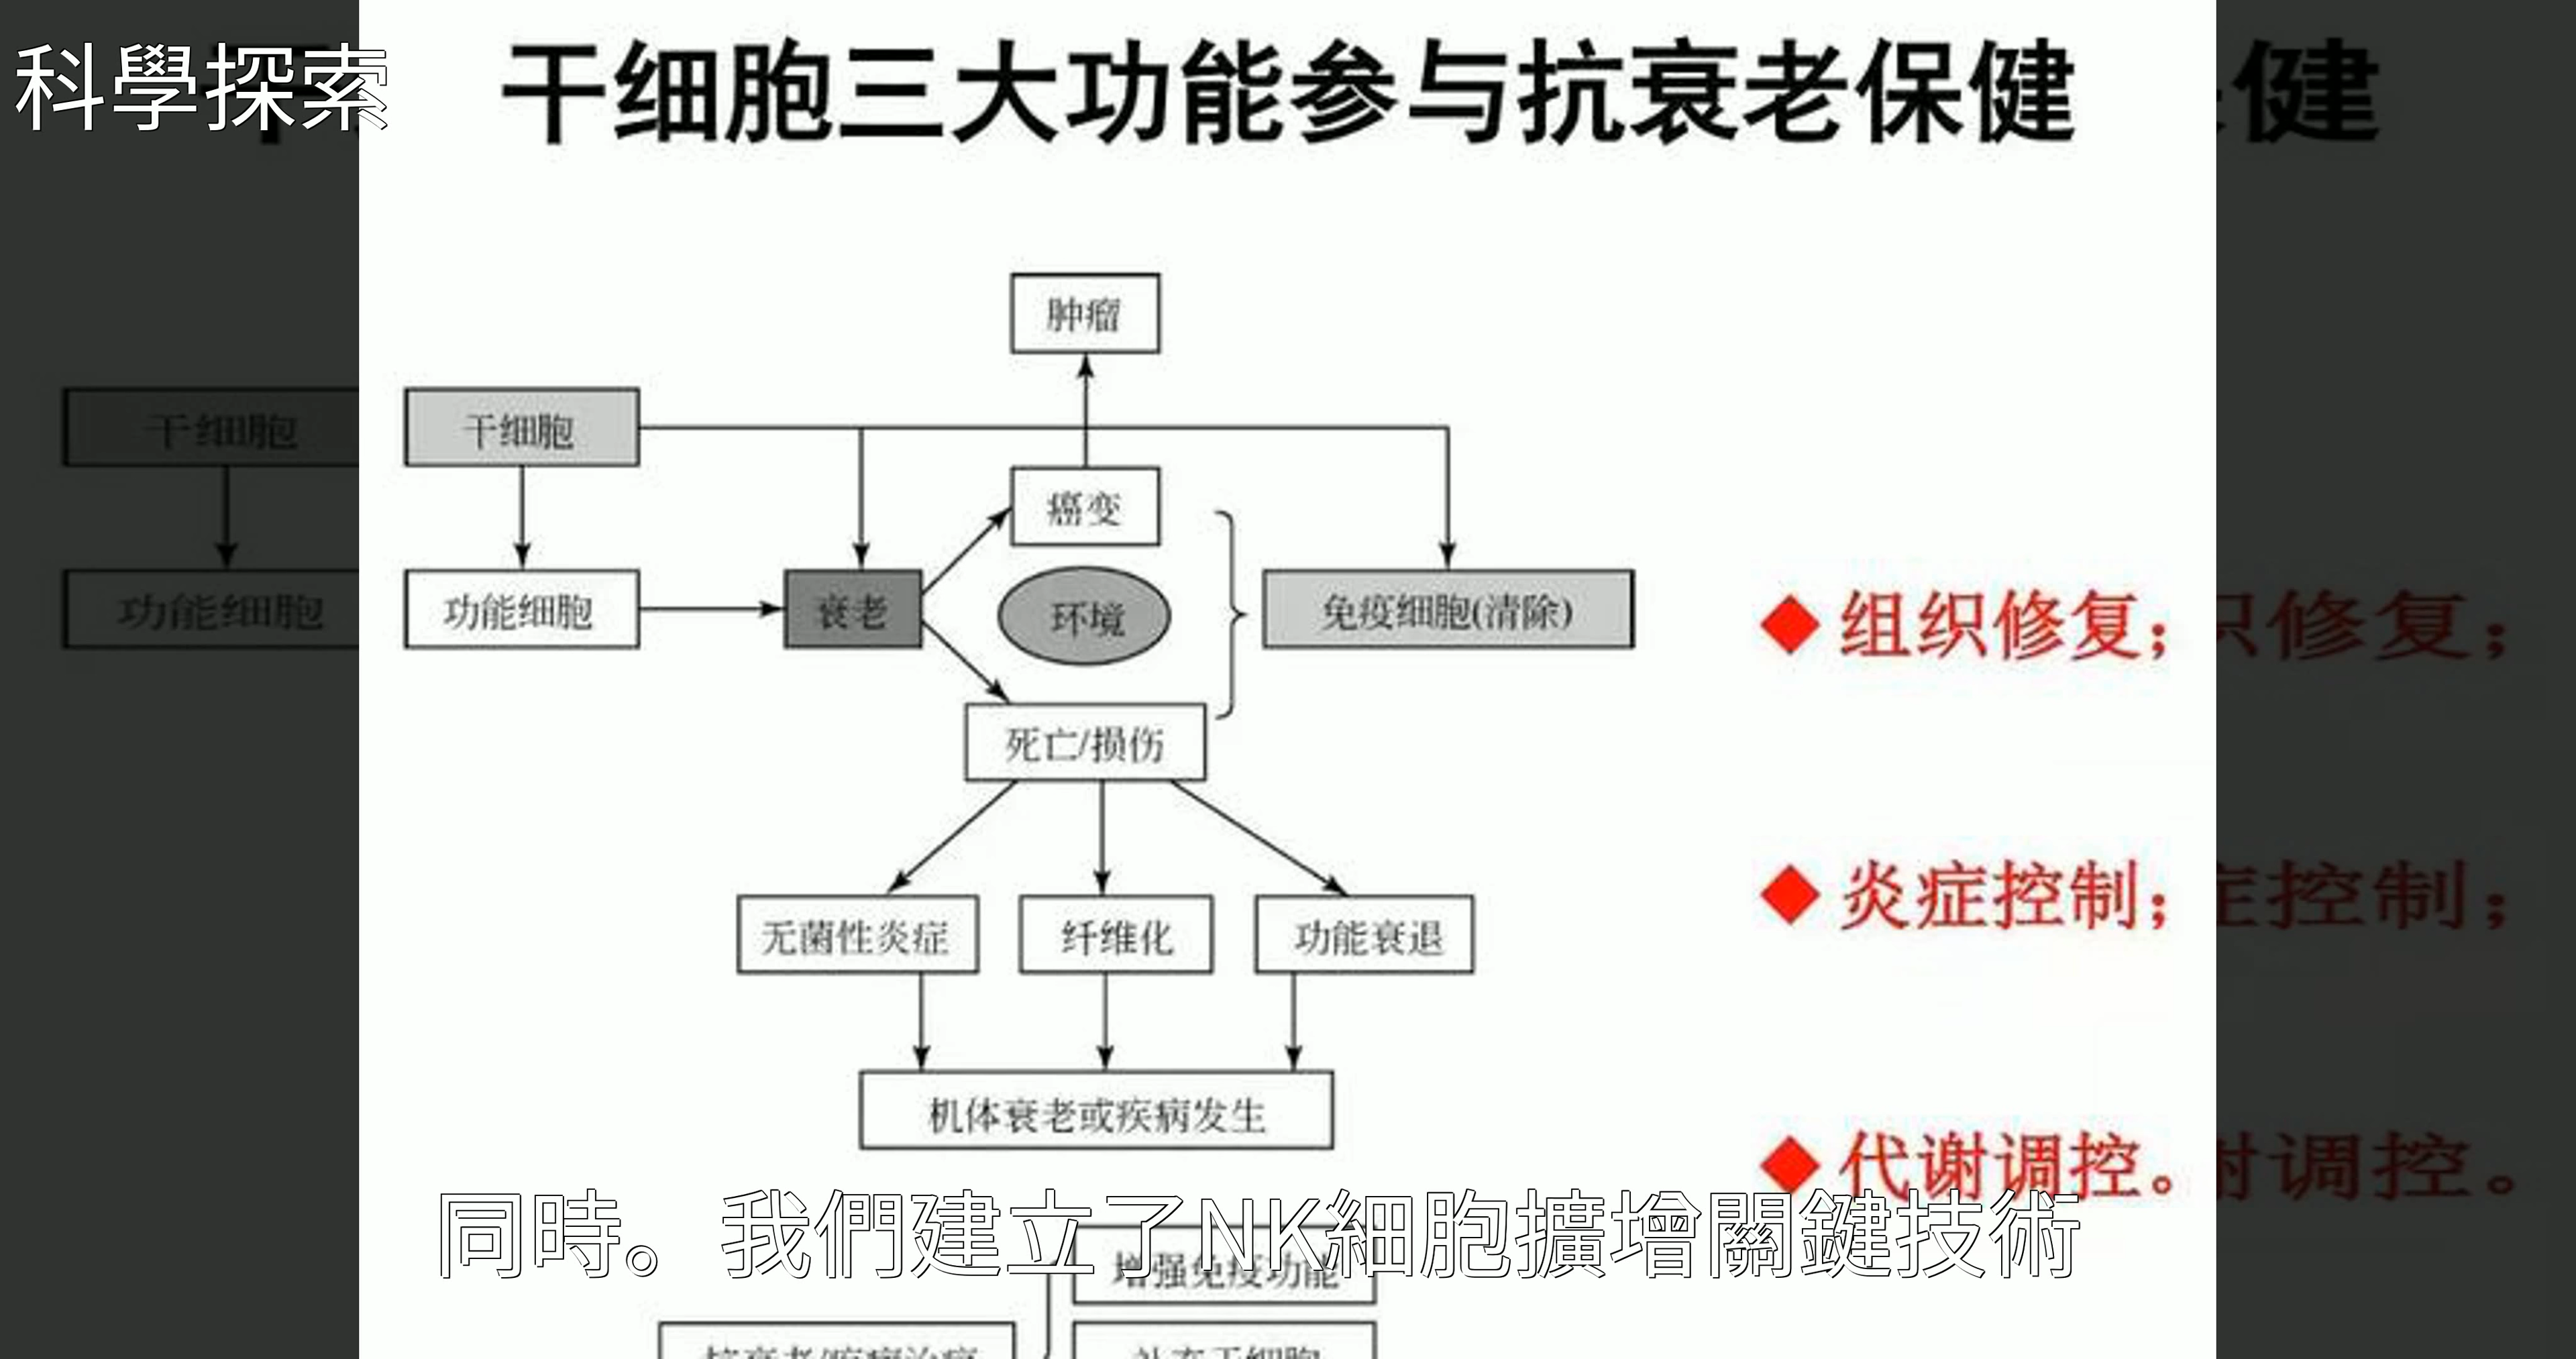 科學探索
干细胞三大功能参与抗衰老保健
肿瘤
干细胞
癌变
功能细胞
衰老
环境
免疫细胞(清除)
死亡/损伤
无菌性炎症
纤维化
功能衰退
机体衰老或疾病发生
◆组织修复；
◆炎症控制；
◆代谢调控。
同時。我們建立了NK細胞擴增關鍵技術
增强免疫功能